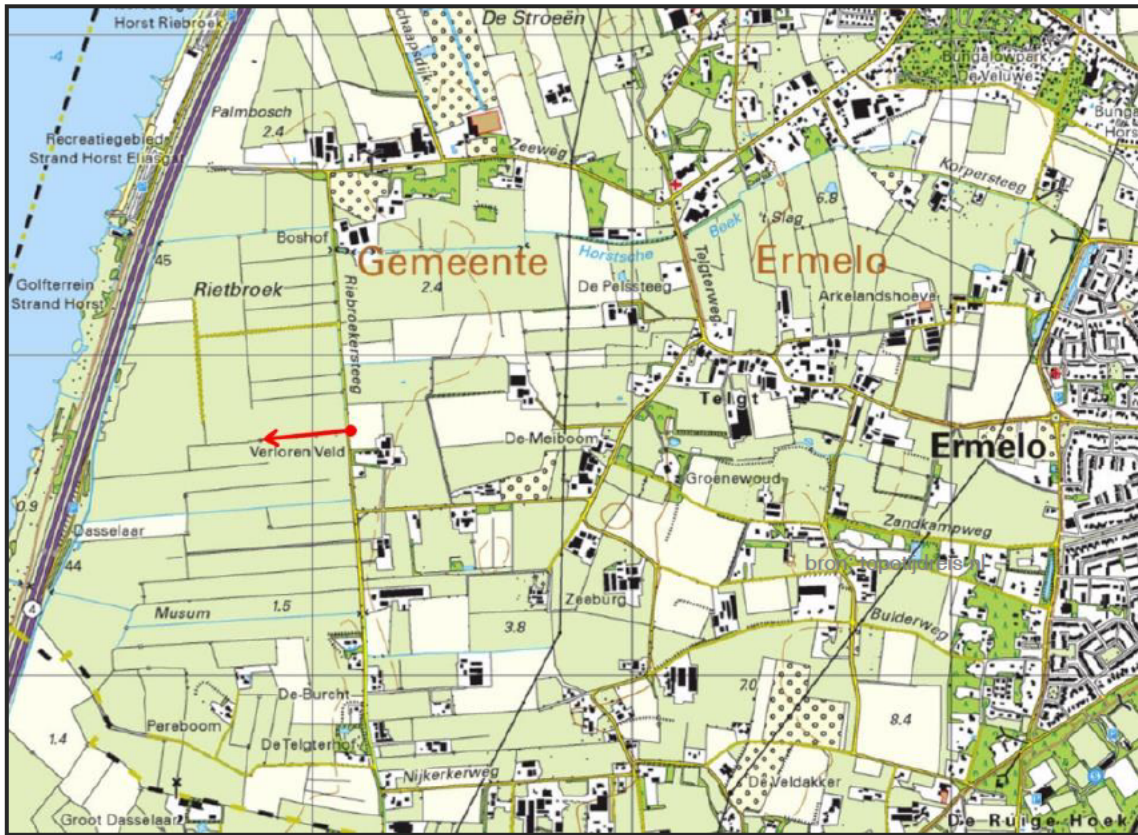 Horst Riebroek
Schaapsdijk
De Stroeën
Bungalowpark
De Veluwe
Palmbosch
2.4
Recreatiegebied
Strand Horst
Zeeweg
Korpersteeg
6.8
't Slag
Boshof
45
Gemeente
Ermelo
Horstsche
Beek
Telgterweg
Golfterrein
Strand Horst
Rietbroek
2.4
De Pelssteeg
Arkelandshoeve
Riebroekersteeg
Telgt
De Meiboom
Verloren Veld
Ermelo
Groenewoud
0.9
Dasselaar
Zandkampweg
44
4
Musum
1.5
Zeeburg
3.8
Buiderweg
De Burcht
7.0
Pereboom
8.4
1.4
De Telgterhof
Nijkerkerweg
De Veldakker
Groot Dasselaar
De Ruige Hoek